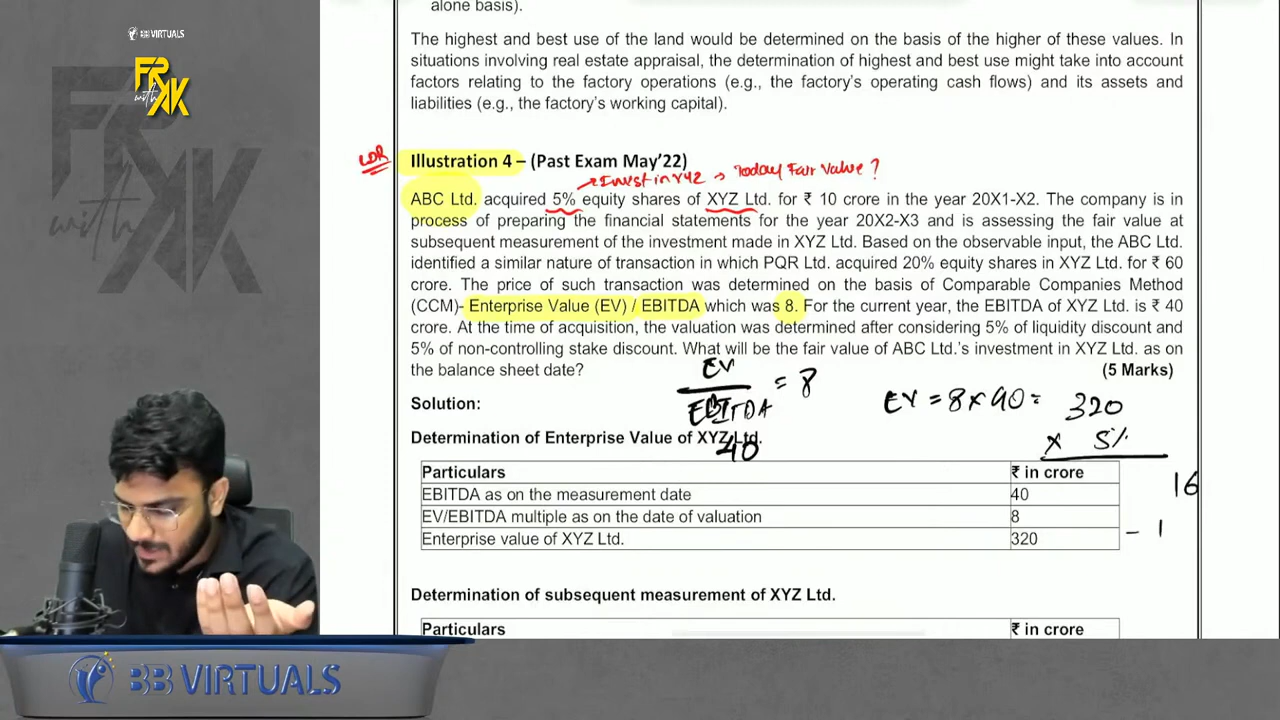 BB VIRTUALS
FR
with AK
FR
with AK
alone basis).
The highest and best use of the land would be determined on the basis of the higher of these values. In
situations involving real estate appraisal, the determination of highest and best use might take into account
factors relating to the factory operations (e.g., the factory's operating cash flows) and its assets and
liabilities (e.g., the factory's working capital).
LDR Illustration 4 – (Past Exam May'22)
Invest in XYZ → Today Fair Value ?
ABC Ltd. acquired 5% equity shares of XYZ Ltd. for ₹ 10 crore in the year 20X1-X2. The company is in
process of preparing the financial statements for the year 20X2-X3 and is assessing the fair value at
subsequent measurement of the investment made in XYZ Ltd. Based on the observable input, the ABC Ltd.
identified a similar nature of transaction in which PQR Ltd. acquired 20% equity shares in XYZ Ltd. for ₹ 60
crore. The price of such transaction was determined on the basis of Comparable Companies Method
(CCM)- Enterprise Value (EV) / EBITDA which was 8. For the current year, the EBITDA of XYZ Ltd. is ₹ 40
crore. At the time of acquisition, the valuation was determined after considering 5% of liquidity discount and
5% of non-controlling stake discount. What will be the fair value of ABC Ltd.'s investment in XYZ Ltd. as on
the balance sheet date? (5 Marks)
EV
EBITDA = 8
40
EV = 8 x 40 = 320
x 5%
16
- 1
Solution:
Determination of Enterprise Value of XYZ Ltd.
Particulars ₹ in crore
EBITDA as on the measurement date 40
EV/EBITDA multiple as on the date of valuation 8
Enterprise value of XYZ Ltd. 320
Determination of subsequent measurement of XYZ Ltd.
Particulars ₹ in crore
BB VIRTUALS